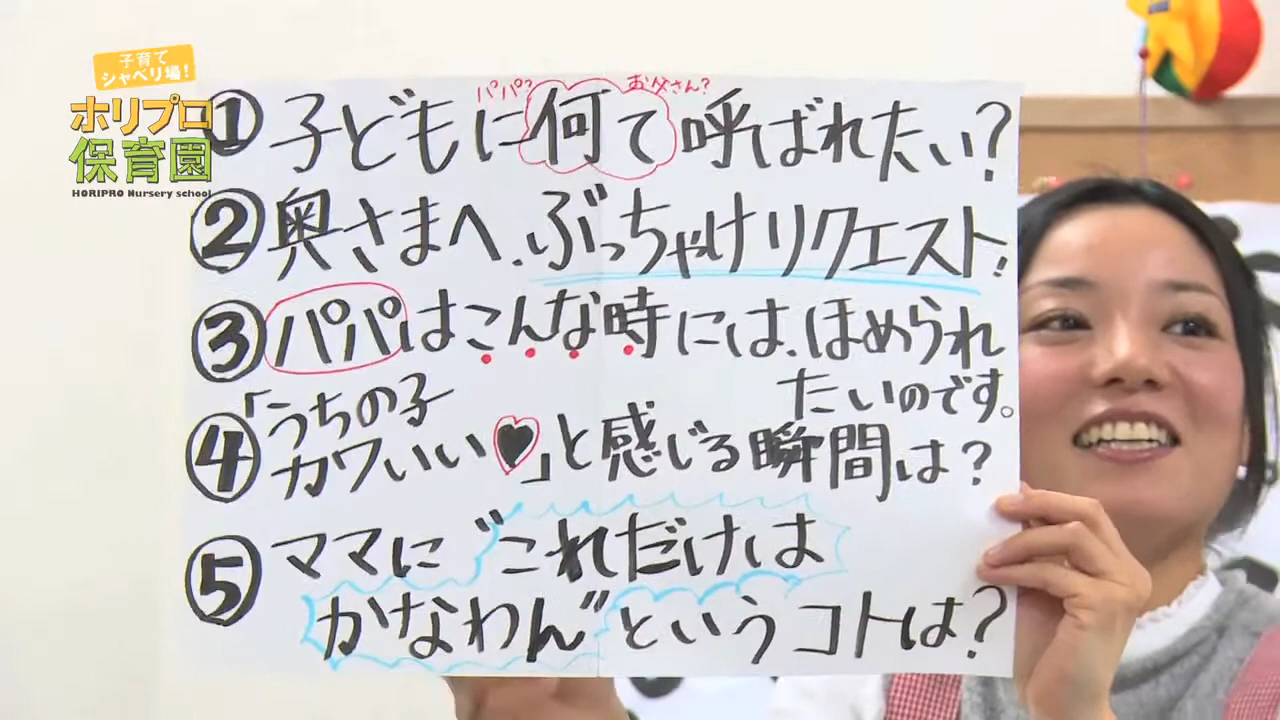 子育て
シャベリ場!
ホリプロ
保育園
HORIPRO Nursery school
パパ? お父さん?
①子どもに何て呼ばれたい?
②奥さまへ、ぶっちゃけリクエスト!
③パパはこんな時には、ほめられ
たいのです。
④「うちの子
カワいい♥」と感じる瞬間は?
⑤ママに〝これだけは
かなわん〞というコトは?